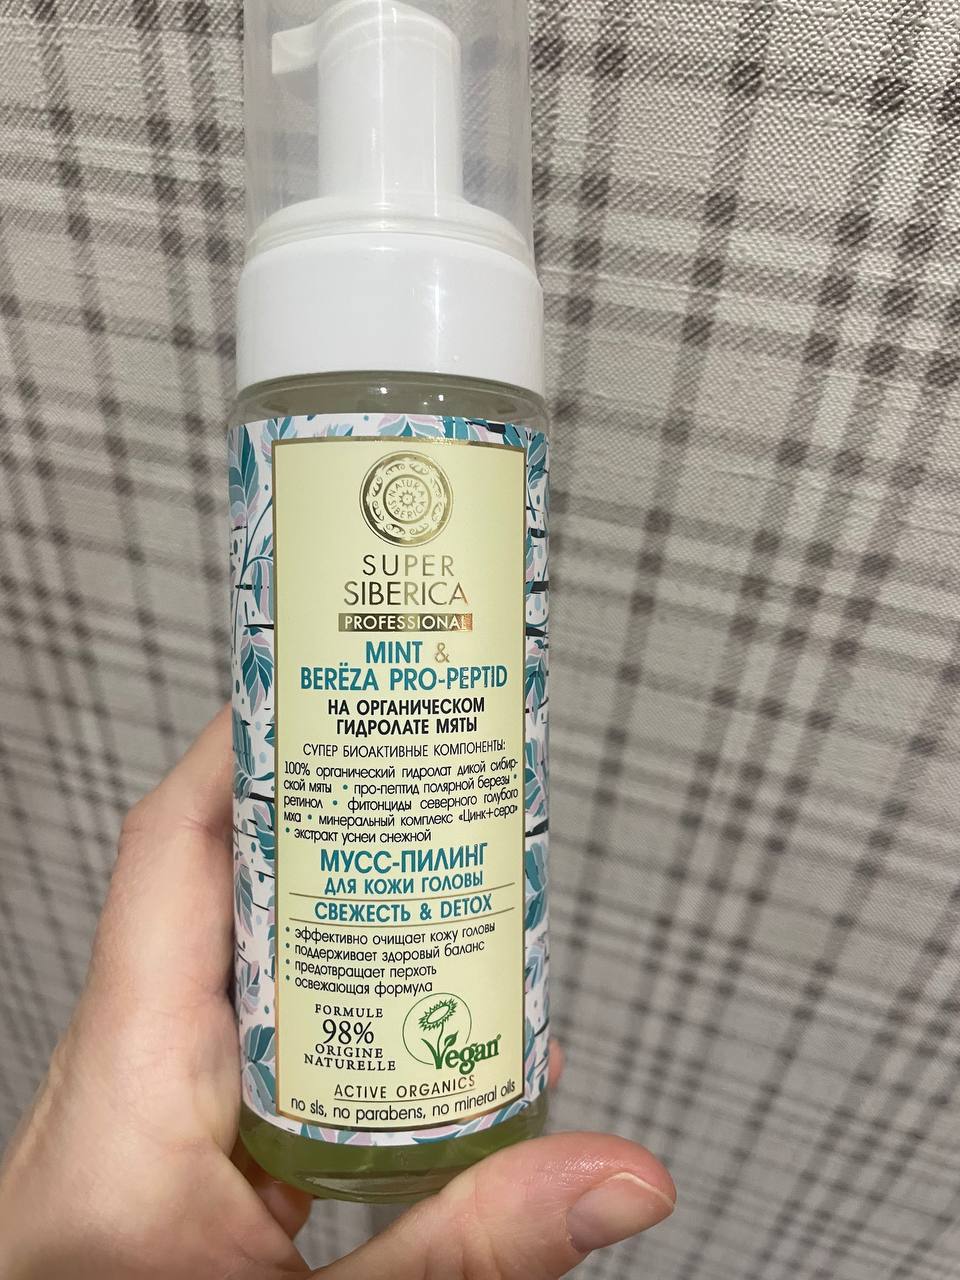 NATURA SIBERICA
SUPER
SIBERICA
PROFESSIONAL
MINT &
BERËZA PRO-PEPTID
НА ОРГАНИЧЕСКОМ
ГИДРОЛАТЕ МЯТЫ
СУПЕР БИОАКТИВНЫЕ КОМПОНЕНТЫ:
100% органический гидролат дикой сибир-
ской мяты • про-пептид полярной березы •
ретинол • фитонциды северного голубого
мха • минеральный комплекс «Цинк+сера»
• экстракт уснеи снежной
МУСС-ПИЛИНГ
ДЛЯ КОЖИ ГОЛОВЫ
СВЕЖЕСТЬ & DETOX
• эффективно очищает кожу головы
• поддерживает здоровый баланс
• предотвращает перхоть
• освежающая формула
FORMULE
98%
ORIGINE
NATURELLE
Vegan
ACTIVE ORGANICS
no sls, no parabens, no mineral oils